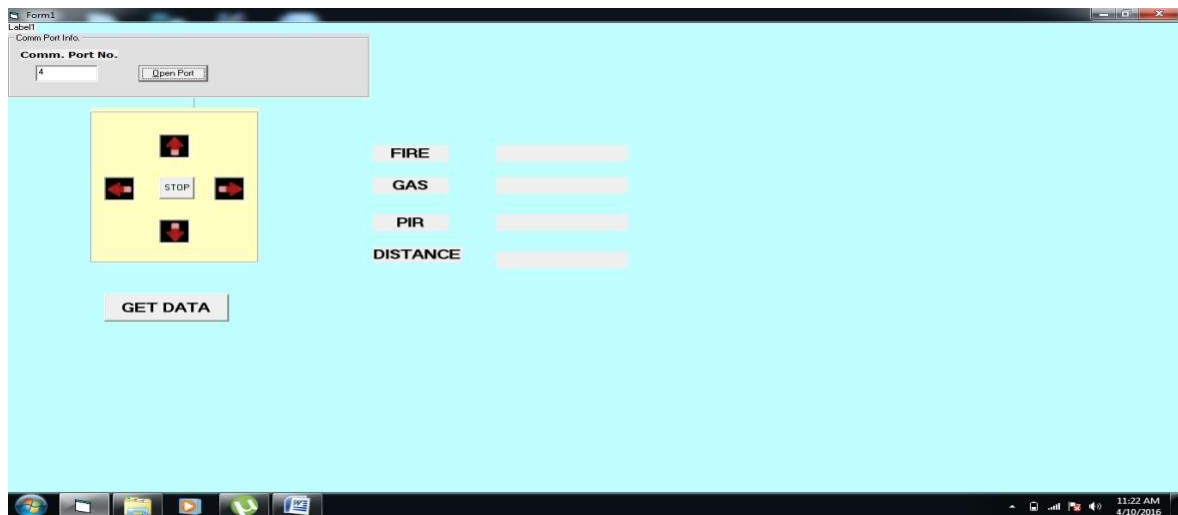 Form1
Label1
Comm Port Info.
Comm. Port No.
4
Open Port
STOP
FIRE
GAS
PIR
DISTANCE
GET DATA
11:22 AM
4/10/2016